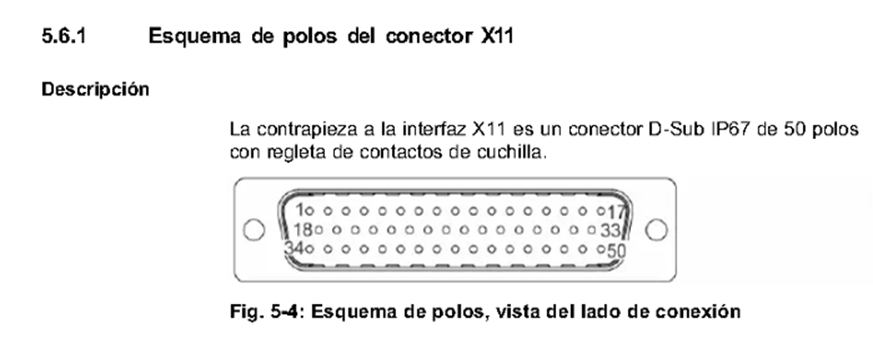 5.6.1 Esquema de polos del conector X11
Descripción
La contrapieza a la interfaz X11 es un conector D-Sub IP67 de 50 polos
con regleta de contactos de cuchilla.
1 17
18 33
34 50
Fig. 5-4: Esquema de polos, vista del lado de conexión